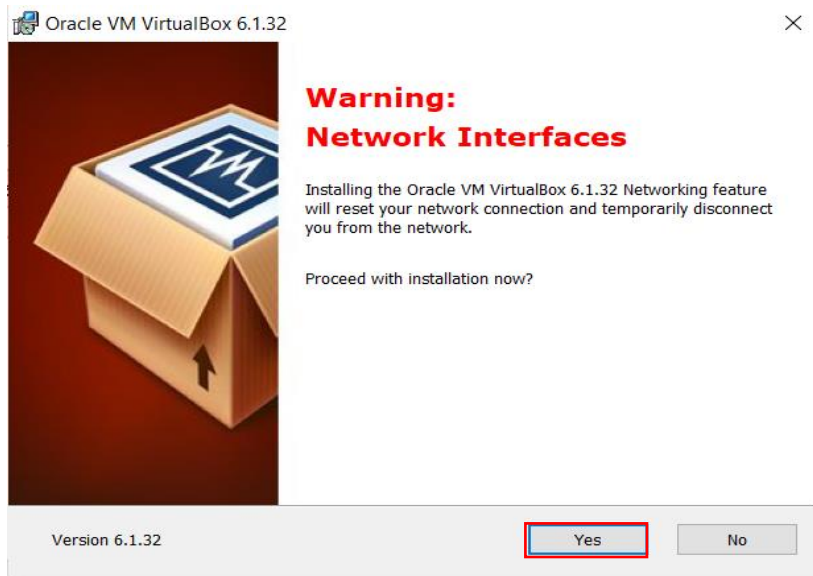 Oracle VM VirtualBox 6.1.32
Warning:
Network Interfaces
Installing the Oracle VM VirtualBox 6.1.32 Networking feature
will reset your network connection and temporarily disconnect
you from the network.
Proceed with installation now?
Version 6.1.32
Yes
No